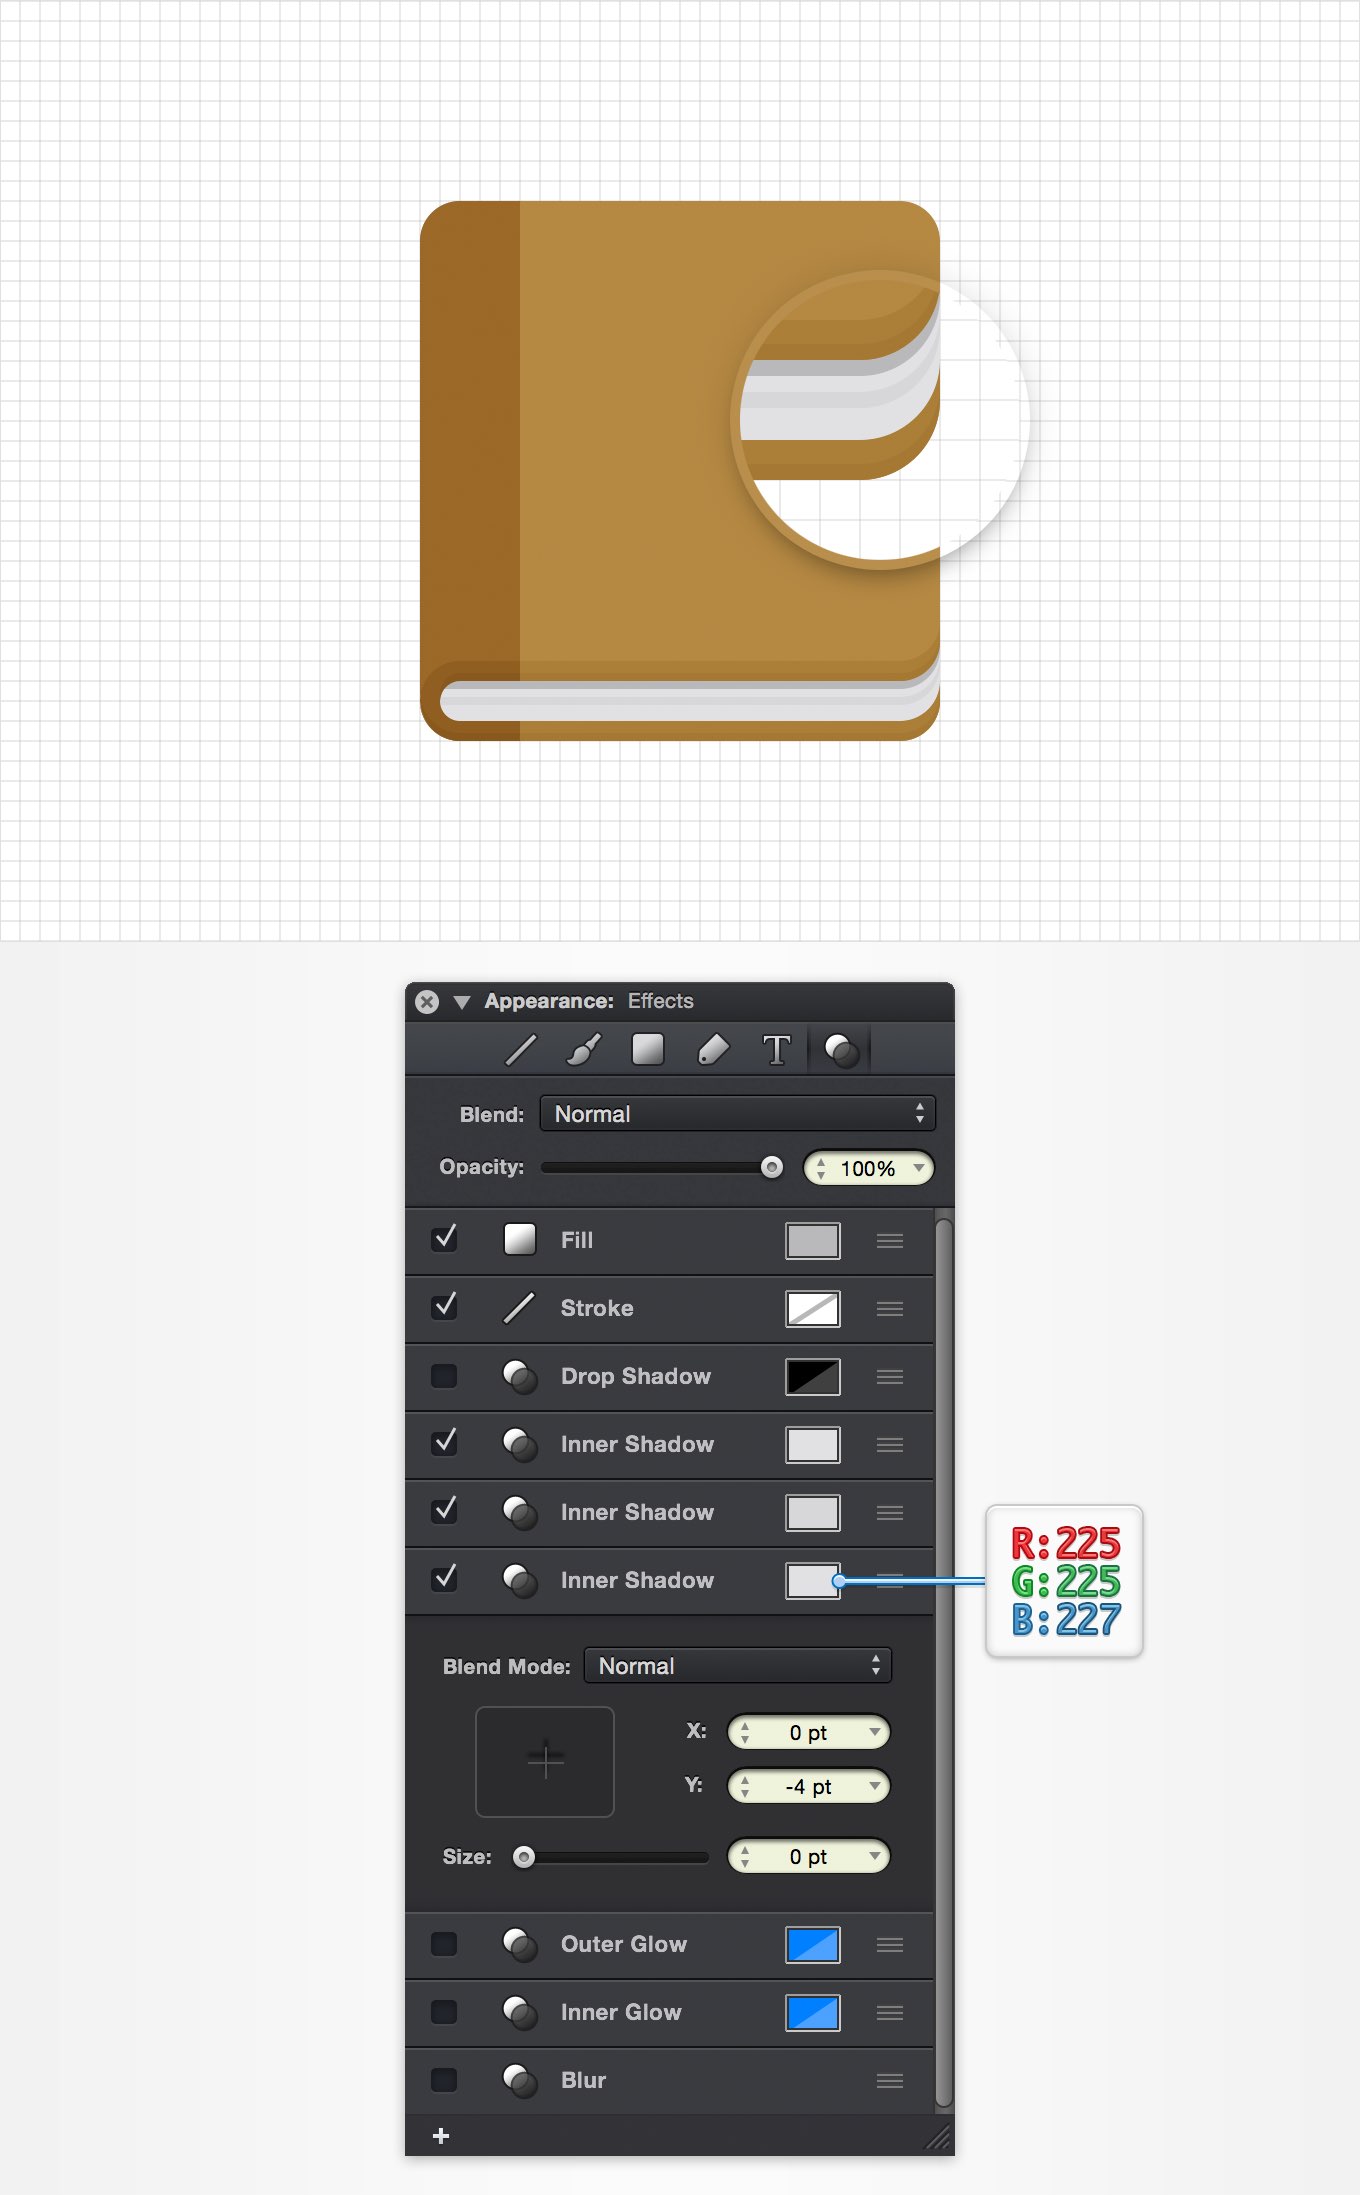 Appearance: Effects
T
Blend: Normal
Opacity: 100%
Fill
Stroke
Drop Shadow
Inner Shadow
Inner Shadow
Inner Shadow
R:225
G:225
B:227
Blend Mode: Normal
X: 0 pt
Y: -4 pt
Size: 0 pt
Outer Glow
Inner Glow
Blur